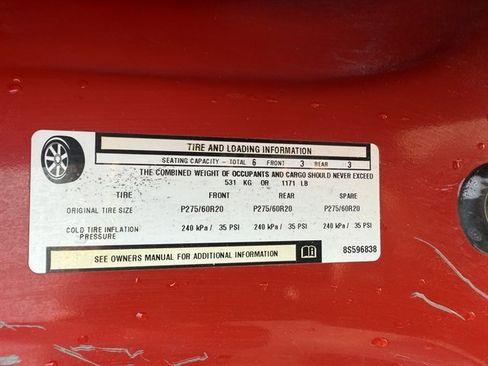 TIRE AND LOADING INFORMATION
SEATING CAPACITY - TOTAL 6 FRONT 3 REAR 3
THE COMBINED WEIGHT OF OCCUPANTS AND CARGO SHOULD NEVER EXCEED
531 KG OR 1171 LB
TIRE FRONT REAR SPARE
ORIGINAL TIRE SIZE P275/60R20 P275/60R20 P275/60R20
COLD TIRE INFLATION PRESSURE 240 kPa / 35 PSI 240 kPa / 35 PSI 240 kPa / 35 PSI
SEE OWNERS MANUAL FOR ADDITIONAL INFORMATION 8S596838